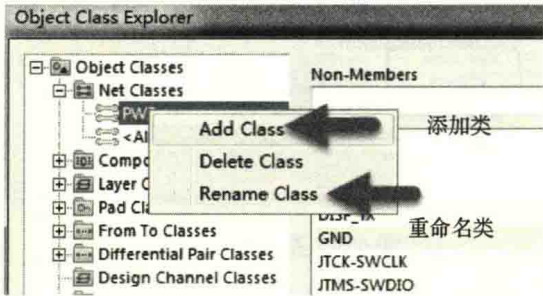 Object Class Explorer
Object Classes
Non-Members
Net Classes
Add Class
添加类
Delete Class
Layer
Rename Class
Pad
重命名类
From To Classes
GND
Differential Pair Classes
JTCK-SWCLK
Design Channel Classes
JTMS-SWDIO